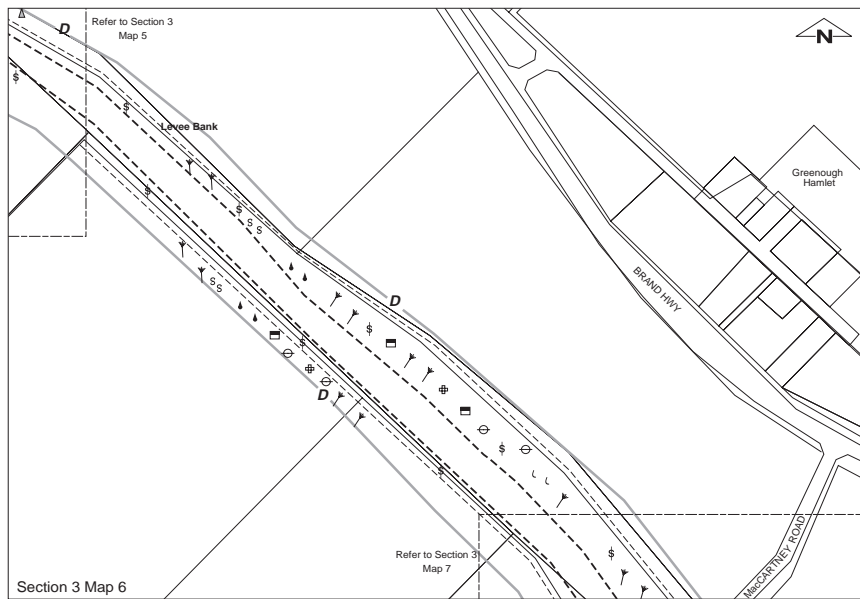 Refer to Section 3
Map 5
D
N
Levee Bank
Greenough
Hamlet
BRAND HWY
D
D
Refer to Section 3
Map 7
MacCARTNEY ROAD
Section 3 Map 6